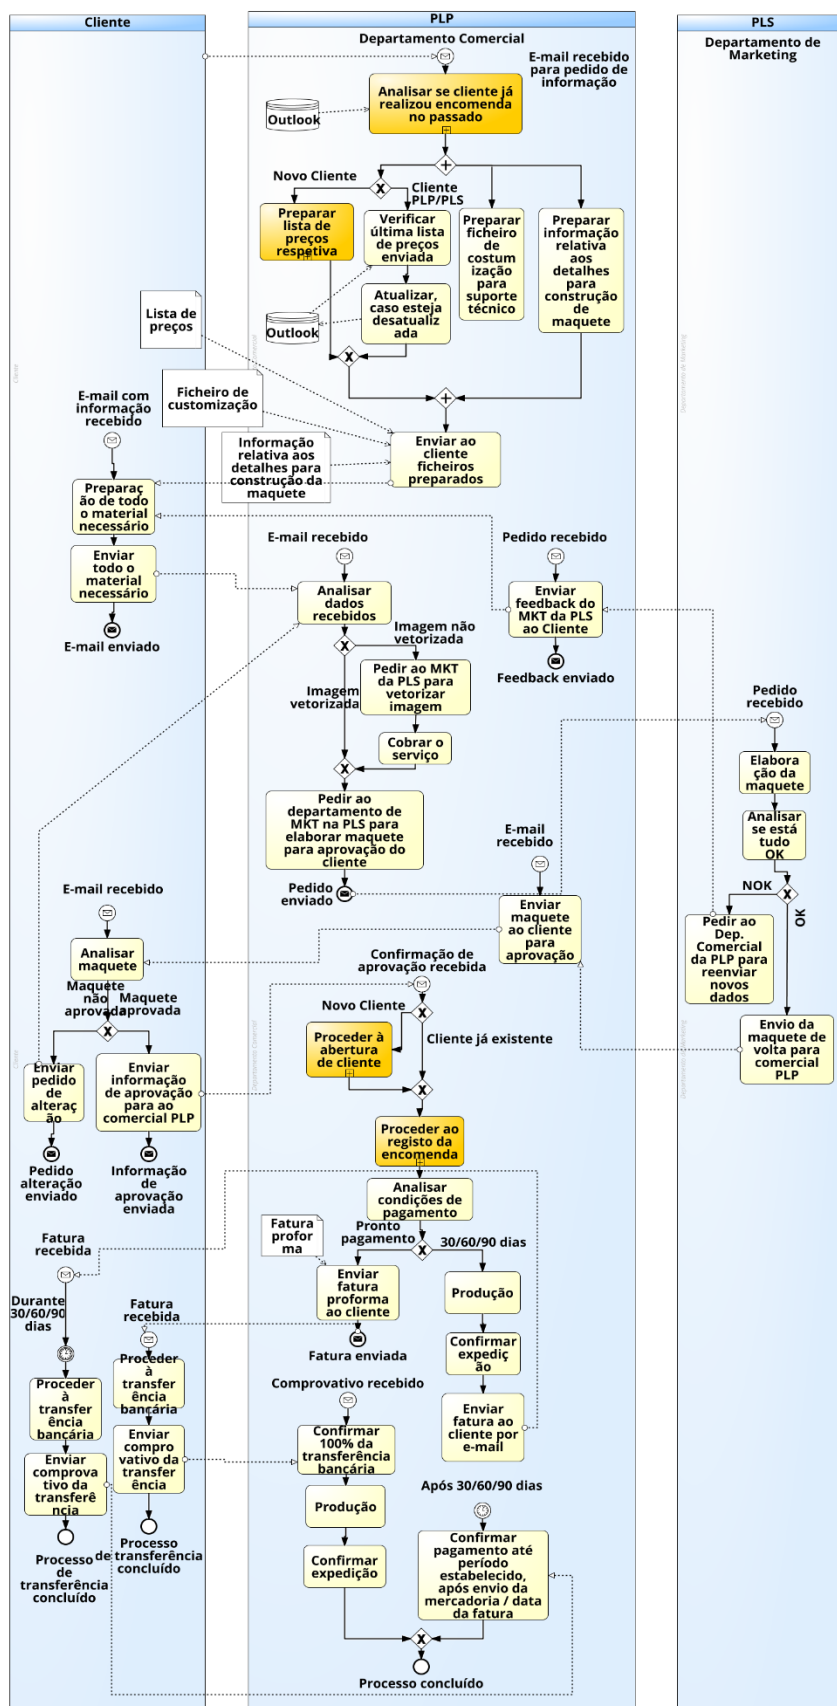 Cliente
PLP
PLS
Departamento Comercial
Departamento de
Marketing
E-mail recebido
para pedido de
informação
Analisar se cliente já
realizou encomenda
no passado
Outlook
Novo Cliente
Cliente
PLP/PLS
Preparar
lista de
preços
respetiva
Verificar
última lista
de preços
enviada
Preparar
ficheiro
de
costum
ização
para
suporte
técnico
Preparar
informação
relativa
aos
detalhes
para
construção
de
maquete
Atualizar,
caso esteja
desatualiz
ada
Outlook
Lista de
preços
Ficheiro de
customização
Informação
relativa aos
detalhes para
construção da
maquete
Enviar ao
cliente
ficheiros
preparados
Cliente
Departamento de Marketing
E-mail com
informação
recebido
Preparaç
ão de todo
o material
necessário
Enviar
todo o
material
necessário
E-mail enviado
E-mail recebido
Analisar
dados
recebidos
Pedido recebido
Enviar
feedback do
MKT da PLS
ao Cliente
Feedback enviado
Imagem não
vetorizada
Imagem
vetorizada
Pedir ao MKT
da PLS para
vetorizar
imagem
Cobrar o
serviço
Pedir ao
departamento de
MKT na PLS para
elaborar maquete
para aprovação do
cliente
Pedido
enviado
Pedido
recebido
Elabora
ção da
maquete
Analisar
se está
tudo
OK
NOK
OK
Pedir ao
Dep.
Comercial
da PLP para
reenviar
novos
dados
Envio da
maquete de
volta para
comercial
PLP
E-mail
recebido
Enviar
maquete
ao cliente
para
aprovação
E-mail recebido
Analisar
maquete
Maquete
não
aprovada
Maquete
aprovada
Enviar
pedido
de
alteraç
ão
Enviar
informação
de aprovação
para ao
comercial PLP
Pedido
alteração
enviado
Informação
de
aprovação
enviada
Cliente
Departamento Comercial
Departamento de Marketing
Confirmação de
aprovação recebida
Novo Cliente
Cliente já existente
Proceder à
abertura
de cliente
Proceder ao
registo da
encomenda
Analisar
condições de
pagamento
Pronto
pagamento
30/60/90 dias
Fatura
profor
ma
Enviar
fatura
proforma
ao cliente
Fatura enviada
Produção
Confirmar
expediç
ão
Enviar
fatura ao
cliente por
e-mail
Fatura
recebida
Durante
30/60/90
dias
Proceder
à
transfer
ência
bancária
Enviar
comprova
tivo da
transferê
ncia
Processo
de
transferência
concluído
Fatura
recebida
Proceder
à
transfer
ência
bancária
Enviar
compro
vativo da
transfer
ência
Processo
de transferência
concluído
Comprovativo recebido
Confirmar
100% da
transferência
bancária
Produção
Confirmar
expedição
Após 30/60/90 dias
Confirmar
pagamento até
período
estabelecido,
após envio da
mercadoria / data
da fatura
Processo concluído